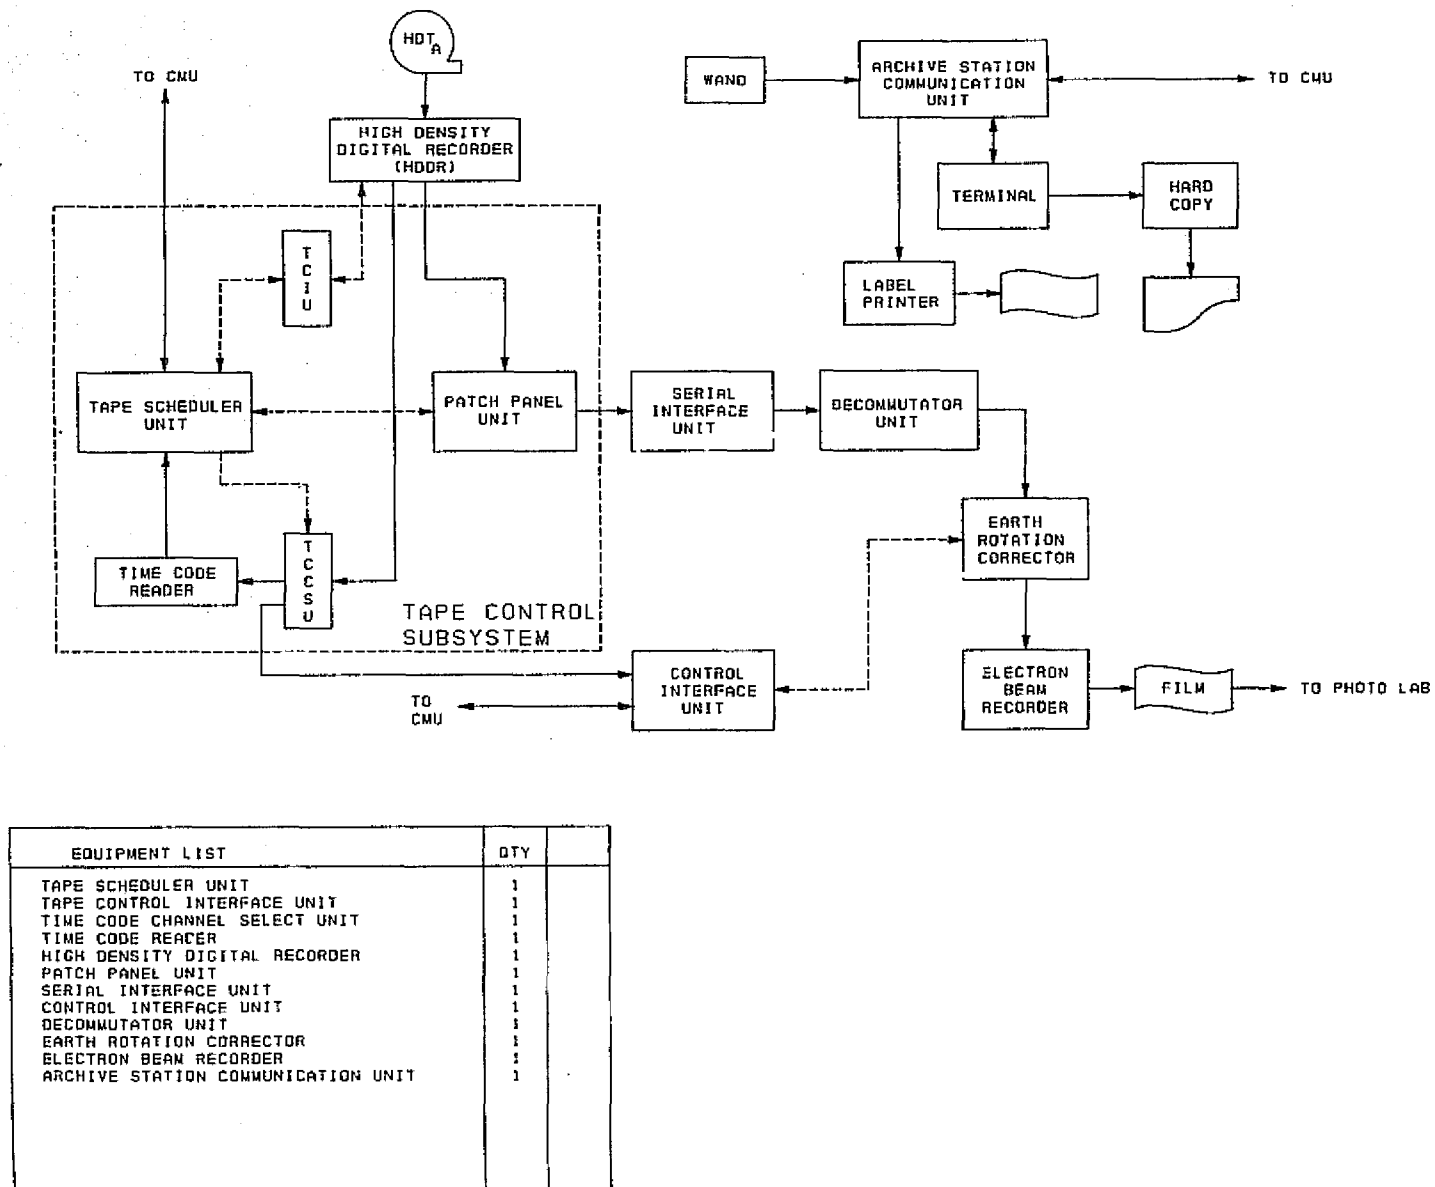 HDT A
TO CMU
WAND
ARCHIVE STATION
COMMUNICATION
UNIT
TO CMU
HIGH DENSITY
DIGITAL RECORDER
(HDDR)
TERMINAL
HARD
COPY
TCIU
LABEL
PRINTER
TAPE SCHEDULER
UNIT
PATCH PANEL
UNIT
SERIAL
INTERFACE
UNIT
DECOMMUTATOR
UNIT
EARTH
ROTATION
CORRECTOR
TIME CODE
READER
TCCSU
TAPE CONTROL
SUBSYSTEM
CONTROL
INTERFACE
UNIT
TO
CMU
ELECTRON
BEAM
RECORDER
FILM
TO PHOTO LAB
EQUIPMENT LIST QTY
TAPE SCHEDULER UNIT 1
TAPE CONTROL INTERFACE UNIT 1
TIME CODE CHANNEL SELECT UNIT 1
TIME CODE READER 1
HIGH DENSITY DIGITAL RECORDER 1
PATCH PANEL UNIT 1
SERIAL INTERFACE UNIT 1
CONTROL INTERFACE UNIT 1
DECOMMUTATOR UNIT 1
EARTH ROTATION CORRECTOR 1
ELECTRON BEAM RECORDER 1
ARCHIVE STATION COMMUNICATION UNIT 1